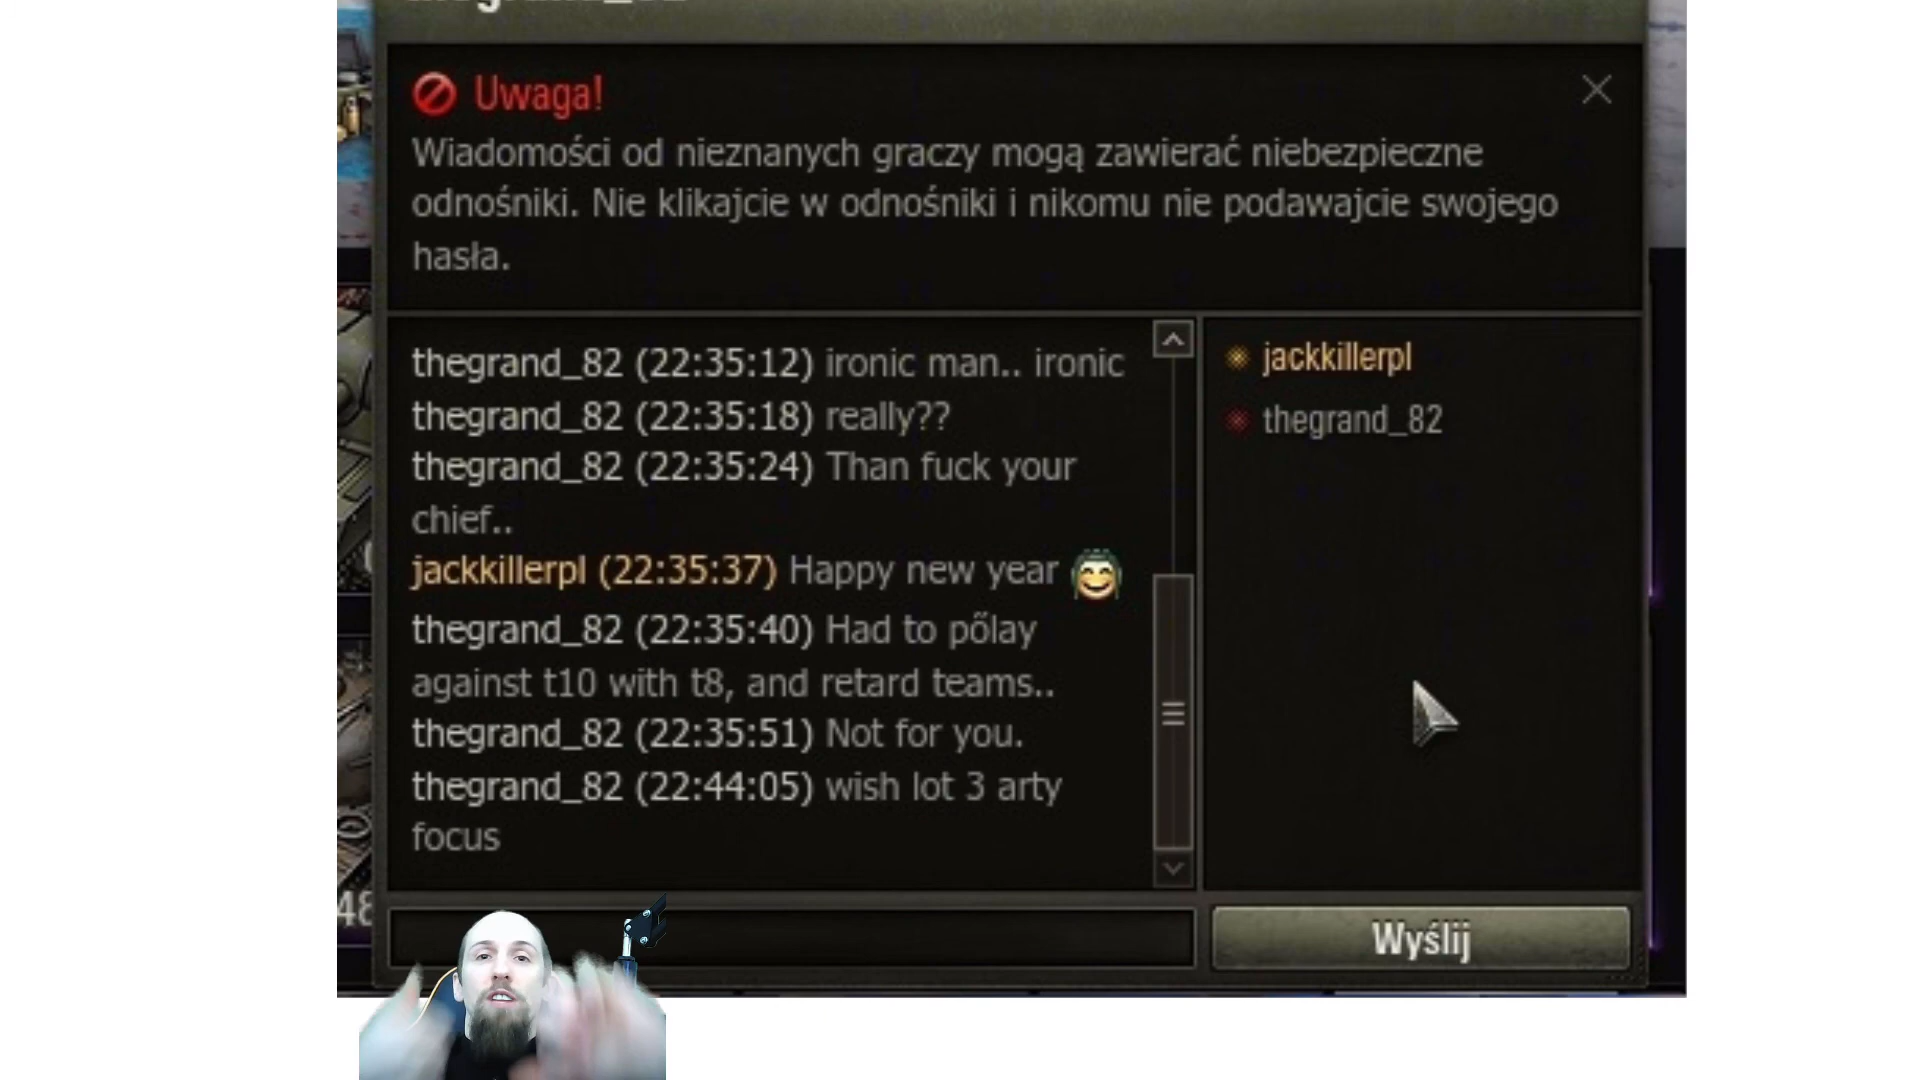 Uwaga!
Wiadomości od nieznanych graczy mogą zawierać niebezpieczne
odnośniki. Nie klikajcie w odnośniki i nikomu nie podawajcie swojego
hasła.
thegrand_82 (22:35:12) ironic man.. ironic
thegrand_82 (22:35:18) really??
thegrand_82 (22:35:24) Than fuck your
chief..
jackkillerpl (22:35:37) Happy new year
thegrand_82 (22:35:40) Had to pőlay
against t10 with t8, and retard teams..
thegrand_82 (22:35:51) Not for you.
thegrand_82 (22:44:05) wish lot 3 arty
focus
jackkillerpl
thegrand_82
48
Wyślij